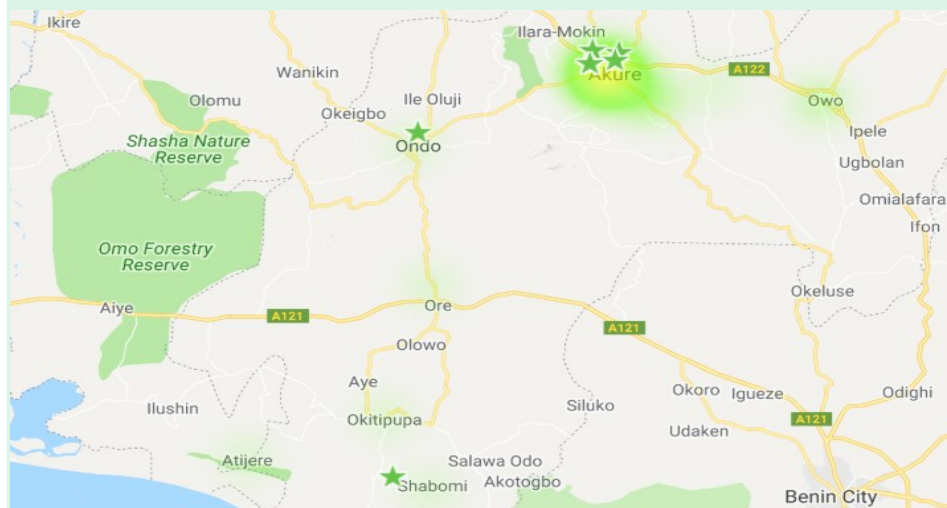 Ikire
Ilara-Mokin
Akure
A122
Wanikin
Olomu
Ile Oluji
Okeigbo
Owo
Shasha Nature
Reserve
Ondo
Ipele
Ugbolan
Omialafara
Ifon
Omo Forestry
Reserve
Aiye
A121
Ore
Okeluse
A121
Olowo
Aye
Ilushin
Okitipupa
Siluko
Okoro
Igueze
Odighi
A121
Udaken
Atijere
Salawa Odo
Shabomi
Akotogbo
Benin City